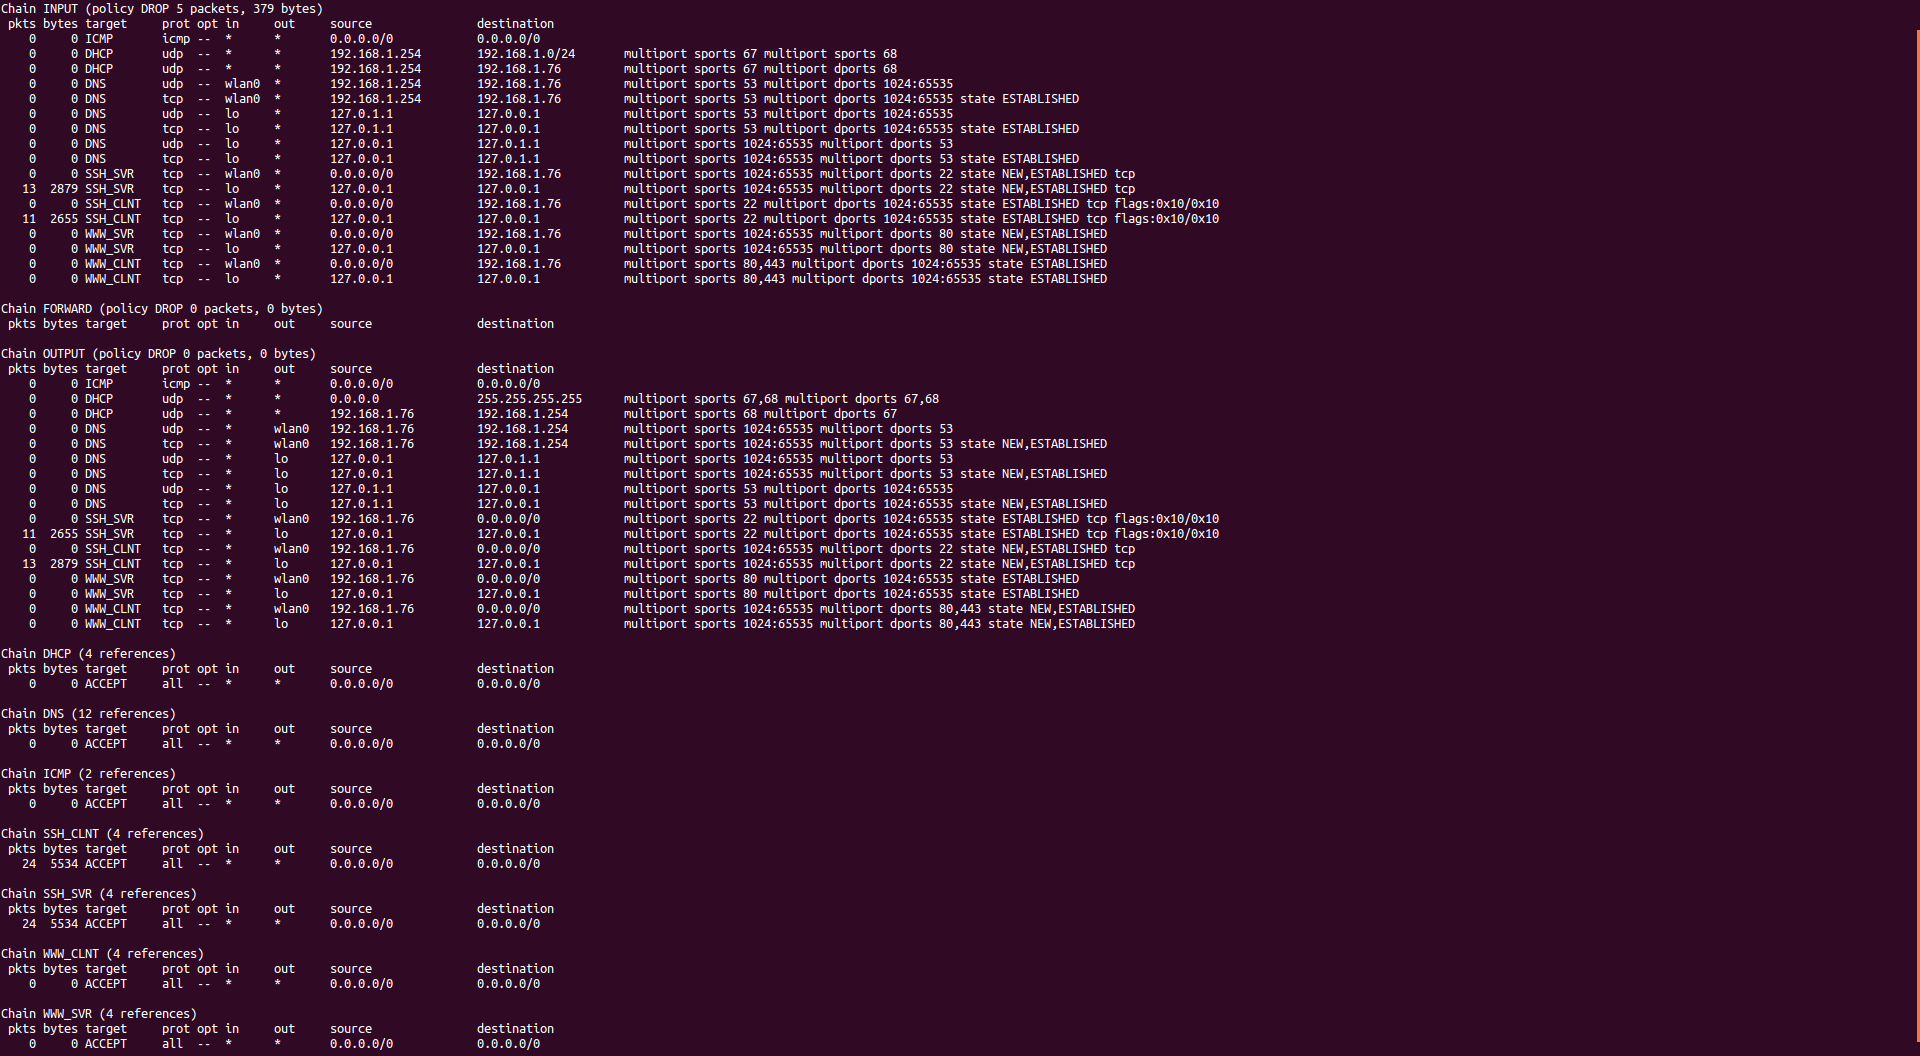 Chain INPUT (policy DROP 5 packets, 379 bytes)
 pkts bytes target     prot opt in     out     source               destination
    0     0 ICMP       icmp --  *      *       0.0.0.0/0            0.0.0.0/0
    0     0 DHCP       udp  --  *      *       192.168.1.254        192.168.1.0/24       multiport sports 67 multiport sports 68
    0     0 DHCP       udp  --  *      *       192.168.1.254        192.168.1.76         multiport sports 67 multiport dports 68
    0     0 DNS        udp  --  wlan0  *       192.168.1.254        192.168.1.76         multiport sports 53 multiport dports 1024:65535
    0     0 DNS        tcp  --  wlan0  *       192.168.1.254        192.168.1.76         multiport sports 53 multiport dports 1024:65535 state ESTABLISHED
    0     0 DNS        udp  --  lo     *       127.0.1.1            127.0.0.1            multiport sports 53 multiport dports 1024:65535
    0     0 DNS        tcp  --  lo     *       127.0.1.1            127.0.0.1            multiport sports 53 multiport dports 1024:65535 state ESTABLISHED
    0     0 DNS        udp  --  lo     *       127.0.0.1            127.0.1.1            multiport sports 1024:65535 multiport dports 53
    0     0 DNS        tcp  --  lo     *       127.0.0.1            127.0.1.1            multiport sports 1024:65535 multiport dports 53 state ESTABLISHED
    0     0 SSH_SVR    tcp  --  wlan0  *       0.0.0.0/0            192.168.1.76         multiport sports 1024:65535 multiport dports 22 state NEW,ESTABLISHED tcp
   13  2879 SSH_SVR    tcp  --  lo     *       127.0.0.1            127.0.0.1            multiport sports 1024:65535 multiport dports 22 state NEW,ESTABLISHED tcp
    0     0 SSH_CLNT   tcp  --  wlan0  *       0.0.0.0/0            192.168.1.76         multiport sports 22 multiport dports 1024:65535 state ESTABLISHED tcp flags:0x10/0x10
   11  2655 SSH_CLNT   tcp  --  lo     *       127.0.0.1            127.0.0.1            multiport sports 22 multiport dports 1024:65535 state ESTABLISHED tcp flags:0x10/0x10
    0     0 WWW_SVR    tcp  --  wlan0  *       0.0.0.0/0            192.168.1.76         multiport sports 1024:65535 multiport dports 80 state NEW,ESTABLISHED
    0     0 WWW_SVR    tcp  --  lo     *       127.0.0.1            127.0.0.1            multiport sports 1024:65535 multiport dports 80 state NEW,ESTABLISHED
    0     0 WWW_CLNT   tcp  --  wlan0  *       0.0.0.0/0            192.168.1.76         multiport sports 80,443 multiport dports 1024:65535 state ESTABLISHED
    0     0 WWW_CLNT   tcp  --  lo     *       127.0.0.1            127.0.0.1            multiport sports 80,443 multiport dports 1024:65535 state ESTABLISHED

Chain FORWARD (policy DROP 0 packets, 0 bytes)
 pkts bytes target     prot opt in     out     source               destination

Chain OUTPUT (policy DROP 0 packets, 0 bytes)
 pkts bytes target     prot opt in     out     source               destination
    0     0 ICMP       icmp --  *      *       0.0.0.0/0            0.0.0.0/0
    0     0 DHCP       udp  --  *      *       0.0.0.0              255.255.255.255      multiport sports 67,68 multiport dports 67,68
    0     0 DHCP       udp  --  *      *       192.168.1.76         192.168.1.254        multiport sports 68 multiport dports 67
    0     0 DNS        udp  --  *      wlan0   192.168.1.76         192.168.1.254        multiport sports 1024:65535 multiport dports 53
    0     0 DNS        tcp  --  *      wlan0   192.168.1.76         192.168.1.254        multiport sports 1024:65535 multiport dports 53 state NEW,ESTABLISHED
    0     0 DNS        udp  --  *      lo      127.0.0.1            127.0.1.1            multiport sports 1024:65535 multiport dports 53
    0     0 DNS        tcp  --  *      lo      127.0.0.1            127.0.1.1            multiport sports 1024:65535 multiport dports 53 state NEW,ESTABLISHED
    0     0 DNS        udp  --  *      lo      127.0.1.1            127.0.0.1            multiport sports 53 multiport dports 1024:65535
    0     0 DNS        tcp  --  *      lo      127.0.1.1            127.0.0.1            multiport sports 53 multiport dports 1024:65535 state NEW,ESTABLISHED
    0     0 SSH_SVR    tcp  --  *      wlan0   192.168.1.76         0.0.0.0/0            multiport sports 22 multiport dports 1024:65535 state ESTABLISHED tcp flags:0x10/0x10
   11  2655 SSH_SVR    tcp  --  *      lo      127.0.0.1            127.0.0.1            multiport sports 22 multiport dports 1024:65535 state ESTABLISHED tcp flags:0x10/0x10
    0     0 SSH_CLNT   tcp  --  *      wlan0   192.168.1.76         0.0.0.0/0            multiport sports 1024:65535 multiport dports 22 state NEW,ESTABLISHED tcp
   13  2879 SSH_CLNT   tcp  --  *      lo      127.0.0.1            127.0.0.1            multiport sports 1024:65535 multiport dports 22 state NEW,ESTABLISHED tcp
    0     0 WWW_SVR    tcp  --  *      wlan0   192.168.1.76         0.0.0.0/0            multiport sports 80 multiport dports 1024:65535 state ESTABLISHED
    0     0 WWW_SVR    tcp  --  *      lo      127.0.0.1            127.0.0.1            multiport sports 80 multiport dports 1024:65535 state ESTABLISHED
    0     0 WWW_CLNT   tcp  --  *      wlan0   192.168.1.76         0.0.0.0/0            multiport sports 1024:65535 multiport dports 80,443 state NEW,ESTABLISHED
    0     0 WWW_CLNT   tcp  --  *      lo      127.0.0.1            127.0.0.1            multiport sports 1024:65535 multiport dports 80,443 state NEW,ESTABLISHED

Chain DHCP (4 references)
 pkts bytes target     prot opt in     out     source               destination
    0     0 ACCEPT     all  --  *      *       0.0.0.0/0            0.0.0.0/0

Chain DNS (12 references)
 pkts bytes target     prot opt in     out     source               destination
    0     0 ACCEPT     all  --  *      *       0.0.0.0/0            0.0.0.0/0

Chain ICMP (2 references)
 pkts bytes target     prot opt in     out     source               destination
    0     0 ACCEPT     all  --  *      *       0.0.0.0/0            0.0.0.0/0

Chain SSH_CLNT (4 references)
 pkts bytes target     prot opt in     out     source               destination
   24  5534 ACCEPT     all  --  *      *       0.0.0.0/0            0.0.0.0/0

Chain SSH_SVR (4 references)
 pkts bytes target     prot opt in     out     source               destination
   24  5534 ACCEPT     all  --  *      *       0.0.0.0/0            0.0.0.0/0

Chain WWW_CLNT (4 references)
 pkts bytes target     prot opt in     out     source               destination
    0     0 ACCEPT     all  --  *      *       0.0.0.0/0            0.0.0.0/0

Chain WWW_SVR (4 references)
 pkts bytes target     prot opt in     out     source               destination
    0     0 ACCEPT     all  --  *      *       0.0.0.0/0            0.0.0.0/0